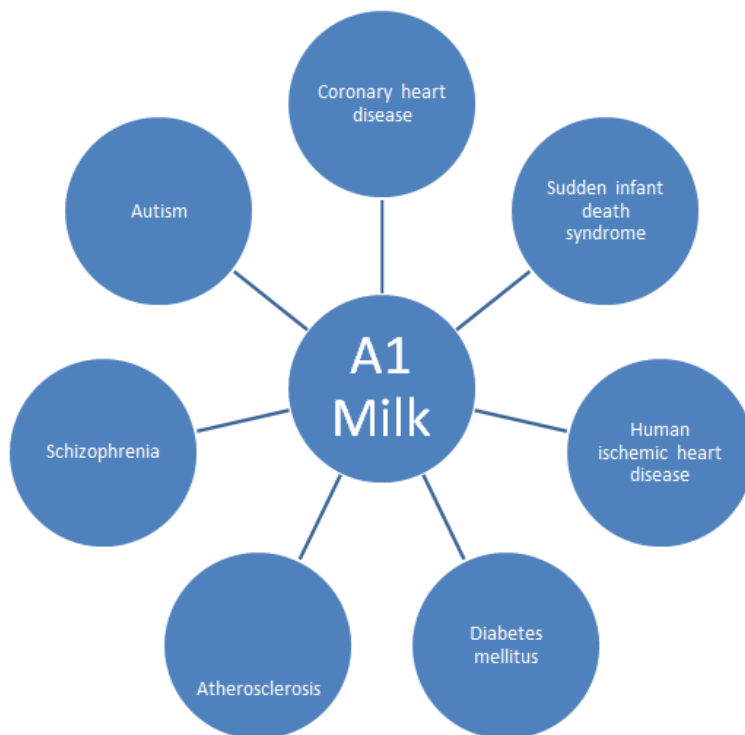 Coronary heart
disease
Sudden infant
death
syndrome
Human
ischemic heart
disease
Diabetes
mellitus
Atherosclerosis
Schizophrenia
Autism
A1
Milk